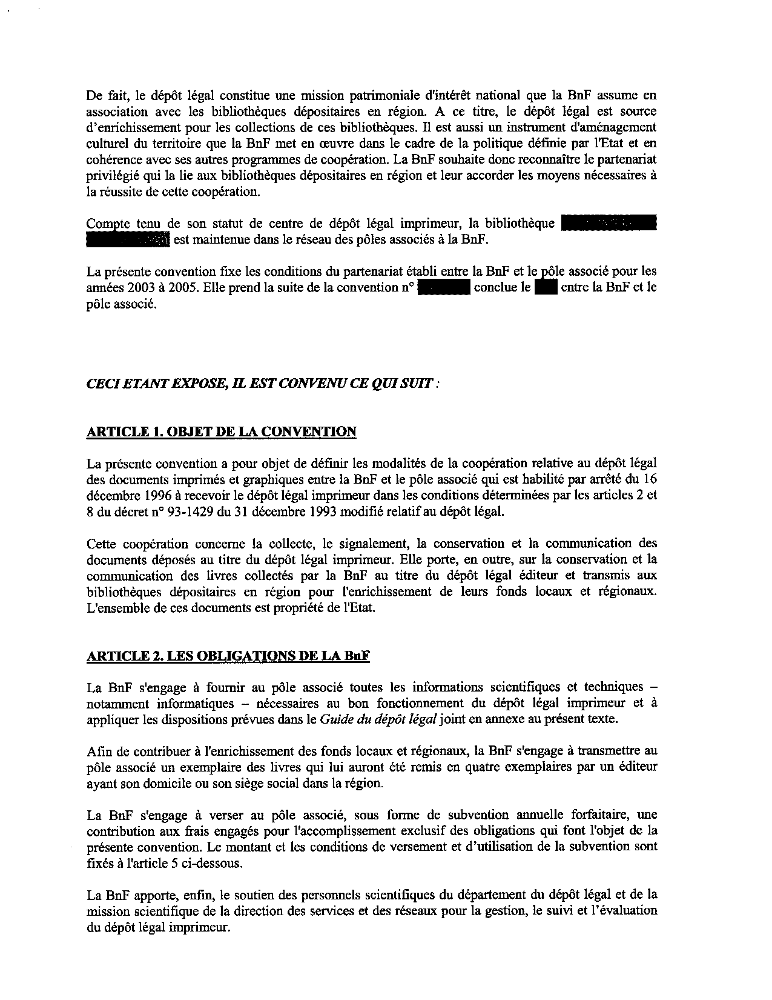 De fait, le dépôt légal constitue une mission patrimoniale d'intérêt national que la BnF assume en
association avec les bibliothèques dépositaires en région. A ce titre, le dépôt légal est source
d’enrichissement pour les collections de ces bibliothèques. Il est aussi un instrument d'aménagement
culturel du territoire que la BnF met en œuvre dans le cadre de la politique définie par l'Etat et en
cohérence avec ses autres programmes de coopération. La BnF souhaite donc reconnaître le partenariat
privilégié qui la lie aux bibliothèques dépositaires en région et leur accorder les moyens nécessaires à
la réussite de cette coopération.
Compte tenu de son statut de centre de dépôt légal imprimeur, la bibliothèque
est maintenue dans le réseau des pôles associés à la BnF.
La présente convention fixe les conditions du partenariat établi entre la BnF et le pôle associé pour les
années 2003 à 2005. Elle prend la suite de la convention n° conclue le entre la BnF et le
pôle associé.
CECI ETANT EXPOSE, IL EST CONVENU CE QUI SUIT :
ARTICLE 1. OBJET DE LA CONVENTION
La présente convention a pour objet de définir les modalités de la coopération relative au dépôt légal
des documents imprimés et graphiques entre la BnF et le pôle associé qui est habilité par arrêté du 16
décembre 1996 à recevoir le dépôt légal imprimeur dans les conditions déterminées par les articles 2 et
8 du décret n° 93-1429 du 31 décembre 1993 modifié relatif au dépôt légal.
Cette coopération concerne la collecte, le signalement, la conservation et la communication des
documents déposés au titre du dépôt légal imprimeur. Elle porte, en outre, sur la conservation et la
communication des livres collectés par la BnF au titre du dépôt légal éditeur et transmis aux
bibliothèques dépositaires en région pour l'enrichissement de leurs fonds locaux et régionaux.
L'ensemble de ces documents est propriété de l'Etat.
ARTICLE 2. LES OBLIGATIONS DE LA BnF
La BnF s'engage à fournir au pôle associé toutes les informations scientifiques et techniques –
notamment informatiques – nécessaires au bon fonctionnement du dépôt légal imprimeur et à
appliquer les dispositions prévues dans le Guide du dépôt légal joint en annexe au présent texte.
Afin de contribuer à l'enrichissement des fonds locaux et régionaux, la BnF s'engage à transmettre au
pôle associé un exemplaire des livres qui lui auront été remis en quatre exemplaires par un éditeur
ayant son domicile ou son siège social dans la région.
La BnF s'engage à verser au pôle associé, sous forme de subvention annuelle forfaitaire, une
contribution aux frais engagés pour l'accomplissement exclusif des obligations qui font l'objet de la
présente convention. Le montant et les conditions de versement et d’utilisation de la subvention sont
fixés à l'article 5 ci-dessous.
La BnF apporte, enfin, le soutien des personnels scientifiques du département du dépôt légal et de la
mission scientifique de la direction des services et des réseaux pour la gestion, le suivi et l’évaluation
du dépôt légal imprimeur.